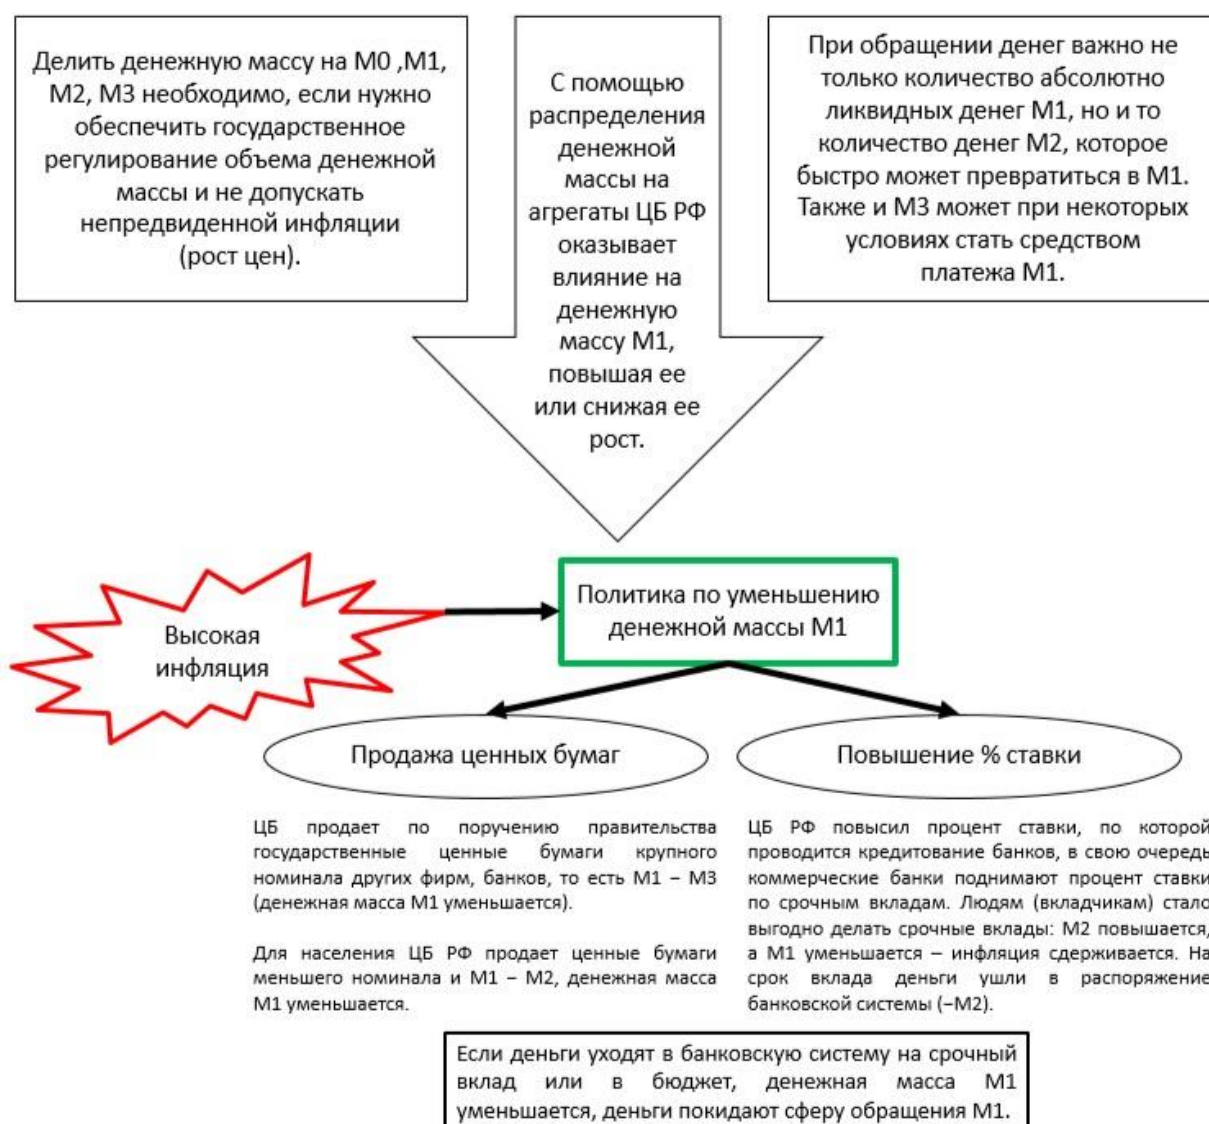 Делить денежную массу на М0 ,М1,
М2, М3 необходимо, если нужно
обеспечить государственное
регулирование объема денежной
массы и не допускать
непредвиденной инфляции
(рост цен).
С помощью
распределения
денежной
массы на
агрегаты ЦБ РФ
оказывает
влияние на
денежную
массу М1,
повышая ее
или снижая ее
рост.
При обращении денег важно не
только количество абсолютно
ликвидных денег М1, но и то
количество денег М2, которое
быстро может превратиться в М1.
Также и М3 может при некоторых
условиях стать средством
платежа М1.
Высокая
инфляция
Политика по уменьшению
денежной массы М1
Продажа ценных бумаг
Повышение % ставки
ЦБ продает по поручению правительства
государственные ценные бумаги крупного
номинала других фирм, банков, то есть М1 – М3
(денежная масса М1 уменьшается).
Для населения ЦБ РФ продает ценные бумаги
меньшего номинала и М1 – М2, денежная масса
М1 уменьшается.
ЦБ РФ повысил процент ставки, по которой
проводится кредитование банков, в свою очередь
коммерческие банки поднимают процент ставки
по срочным вкладам. Людям (вкладчикам) стало
выгодно делать срочные вклады: М2 повышается,
а М1 уменьшается – инфляция сдерживается. На
срок вклада деньги ушли в распоряжение
банковской системы (–М2).
Если деньги уходят в банковскую систему на срочный
вклад или в бюджет, денежная масса М1
уменьшается, деньги покидают сферу обращения М1.